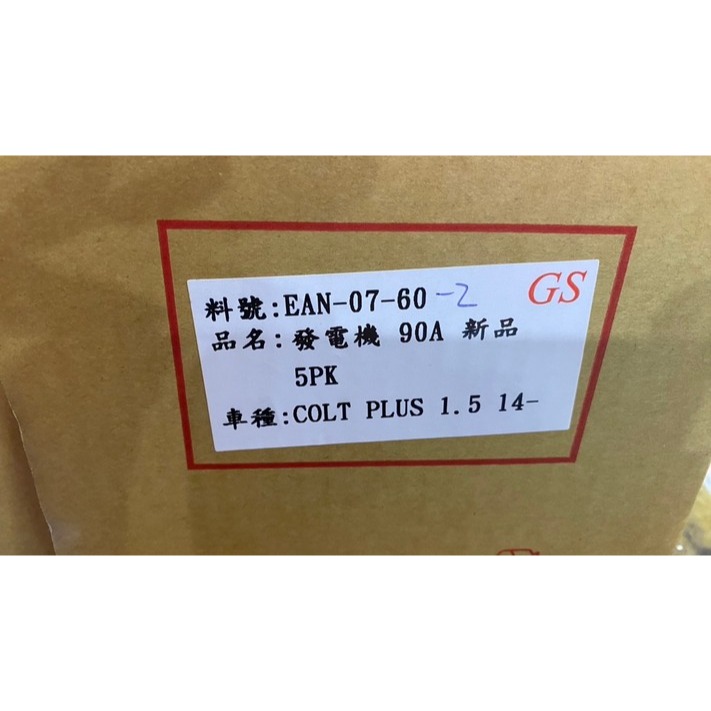 GS
料號:EAN-07-60-2
品名:發電機 90A 新品
5PK
車種:COLT PLUS 1.5 14-